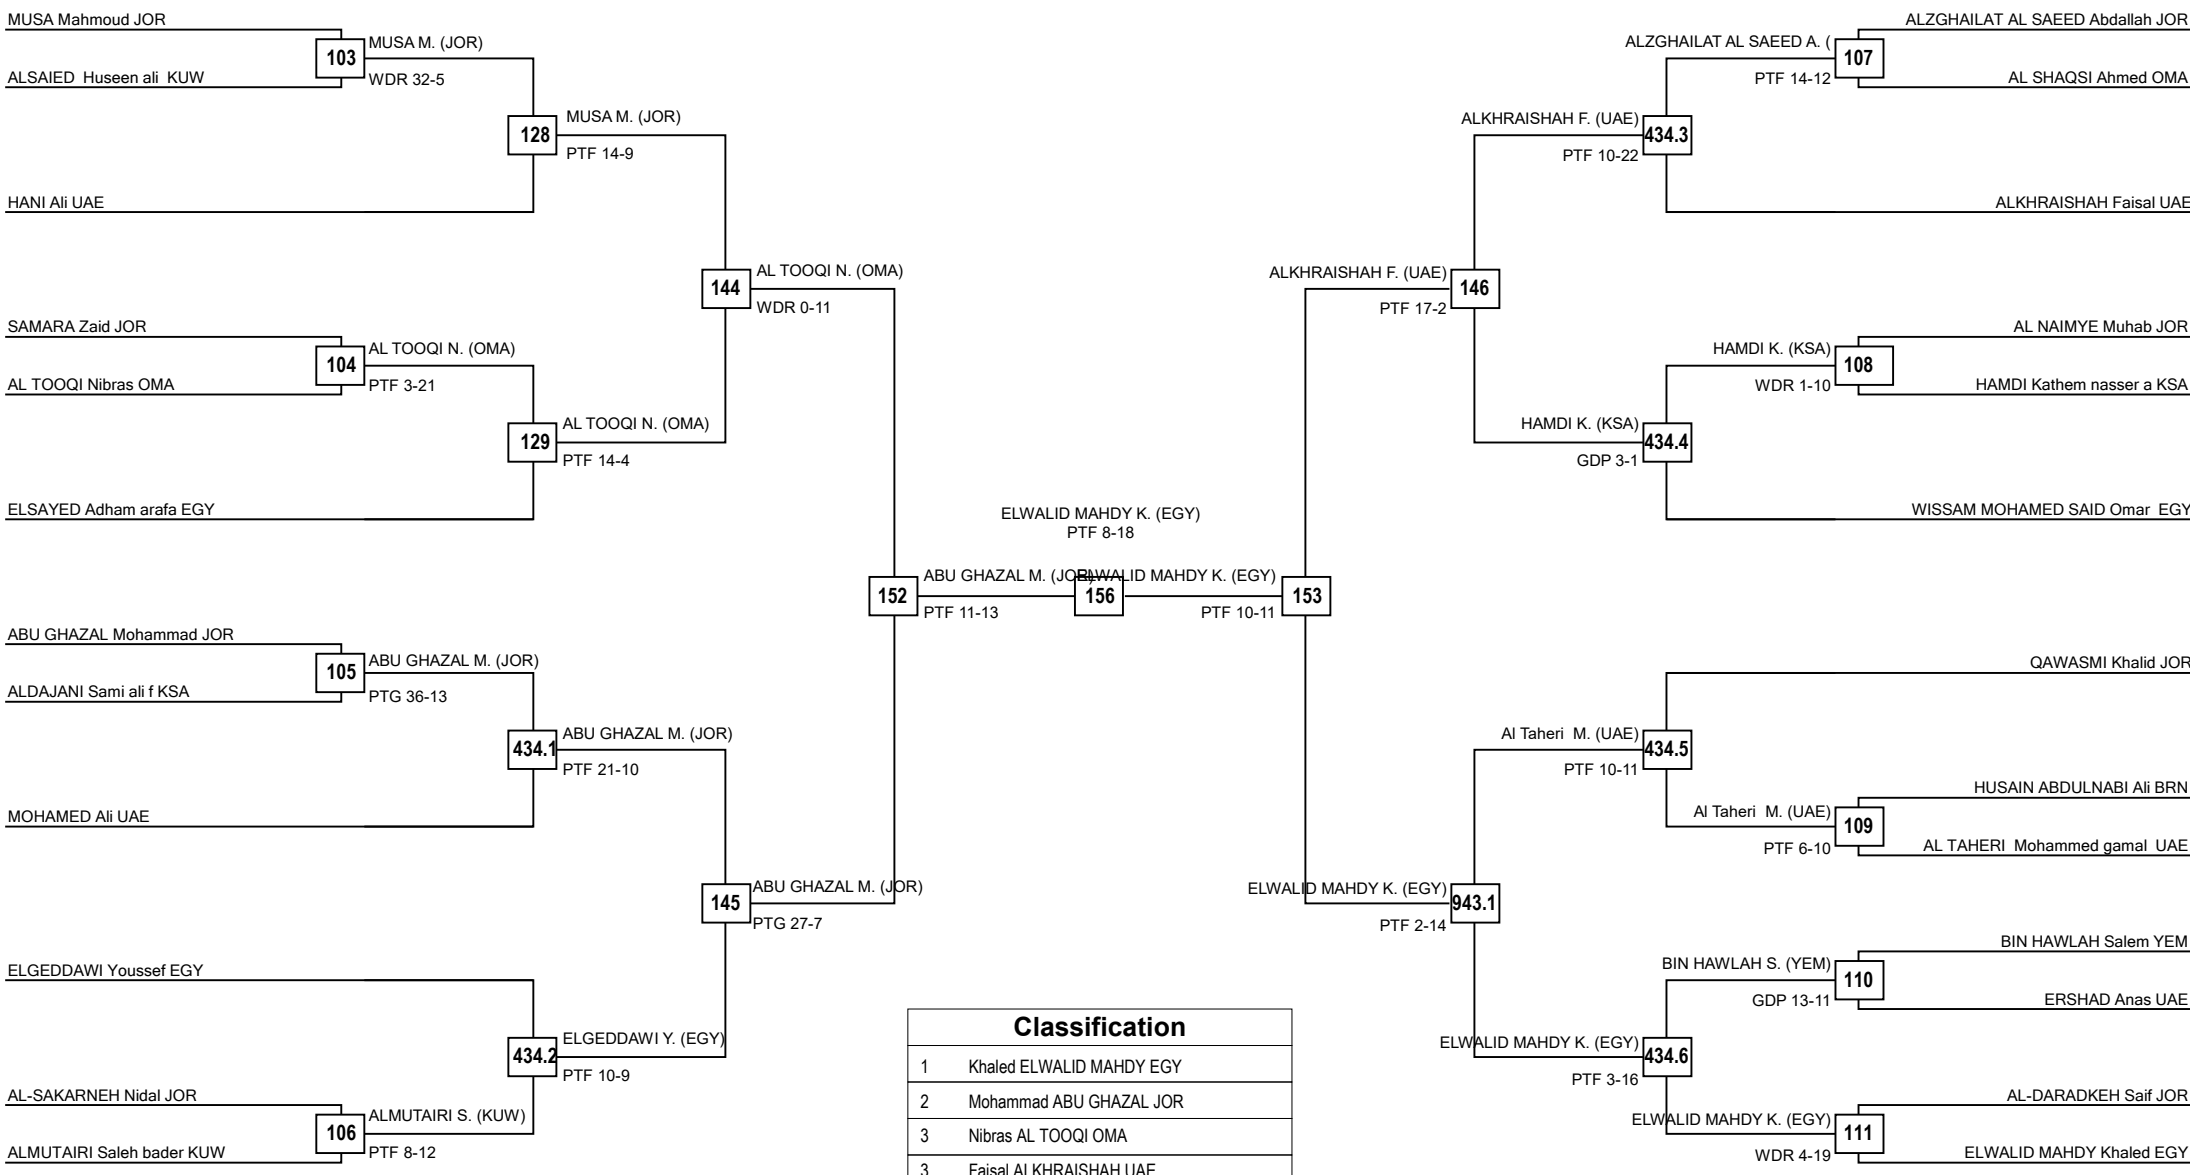 MUSA Mahmoud JOR
103
MUSA M. (JOR)
WDR 32-5
ALSAIED Huseen ali KUW
128
MUSA M. (JOR)
PTF 14-9
HANI Ali UAE
144
AL TOOQI N. (OMA)
WDR 0-11
SAMARA Zaid JOR
104
AL TOOQI N. (OMA)
PTF 3-21
AL TOOQI Nibras OMA
129
AL TOOQI N. (OMA)
PTF 14-4
ELSAYED Adham arafa EGY
152
ABU GHAZAL M. (JOR)
PTF 11-13
ABU GHAZAL Mohammad JOR
105
ABU GHAZAL M. (JOR)
PTG 36-13
ALDAJANI Sami ali f KSA
434.1
ABU GHAZAL M. (JOR)
PTF 21-10
MOHAMED Ali UAE
145
ABU GHAZAL M. (JOR)
PTG 27-7
ELGEDDAWI Youssef EGY
434.2
ELGEDDAWI Y. (EGY)
PTF 10-9
AL-SAKARNEH Nidal JOR
106
ALMUTAIRI S. (KUW)
PTF 8-12
ALMUTAIRI Saleh bader KUW
ELWALID MAHDY K. (EGY)
PTF 8-18
156
ELWALID MAHDY K. (EGY)
PTF 10-11
153
ALZGHAILAT AL SAEED Abdallah JOR
ALZGHAILAT AL SAEED A. (
PTF 14-12
107
AL SHAQSI Ahmed OMA
ALKHRAISHAH F. (UAE)
PTF 10-22
434.3
ALKHRAISHAH Faisal UAE
ALKHRAISHAH F. (UAE)
PTF 17-2
146
AL NAIMYE Muhab JOR
HAMDI K. (KSA)
WDR 1-10
108
HAMDI Kathem nasser a KSA
HAMDI K. (KSA)
GDP 3-1
434.4
WISSAM MOHAMED SAID Omar EGY
QAWASMI Khalid JOR
Al Taheri M. (UAE)
PTF 10-11
434.5
HUSAIN ABDULNABI Ali BRN
Al Taheri M. (UAE)
PTF 6-10
109
AL TAHERI Mohammed gamal UAE
ELWALID MAHDY K. (EGY)
PTF 2-14
943.1
BIN HAWLAH Salem YEM
BIN HAWLAH S. (YEM)
GDP 13-11
110
ERSHAD Anas UAE
ELWALID MAHDY K. (EGY)
PTF 3-16
434.6
AL-DARADKEH Saif JOR
ELWALID MAHDY K. (EGY)
WDR 4-19
111
ELWALID MAHDY Khaled EGY
Classification
1 Khaled ELWALID MAHDY EGY
2 Mohammad ABU GHAZAL JOR
3 Nibras AL TOOQI OMA
3 Faisal ALKHRAISHAH UAE